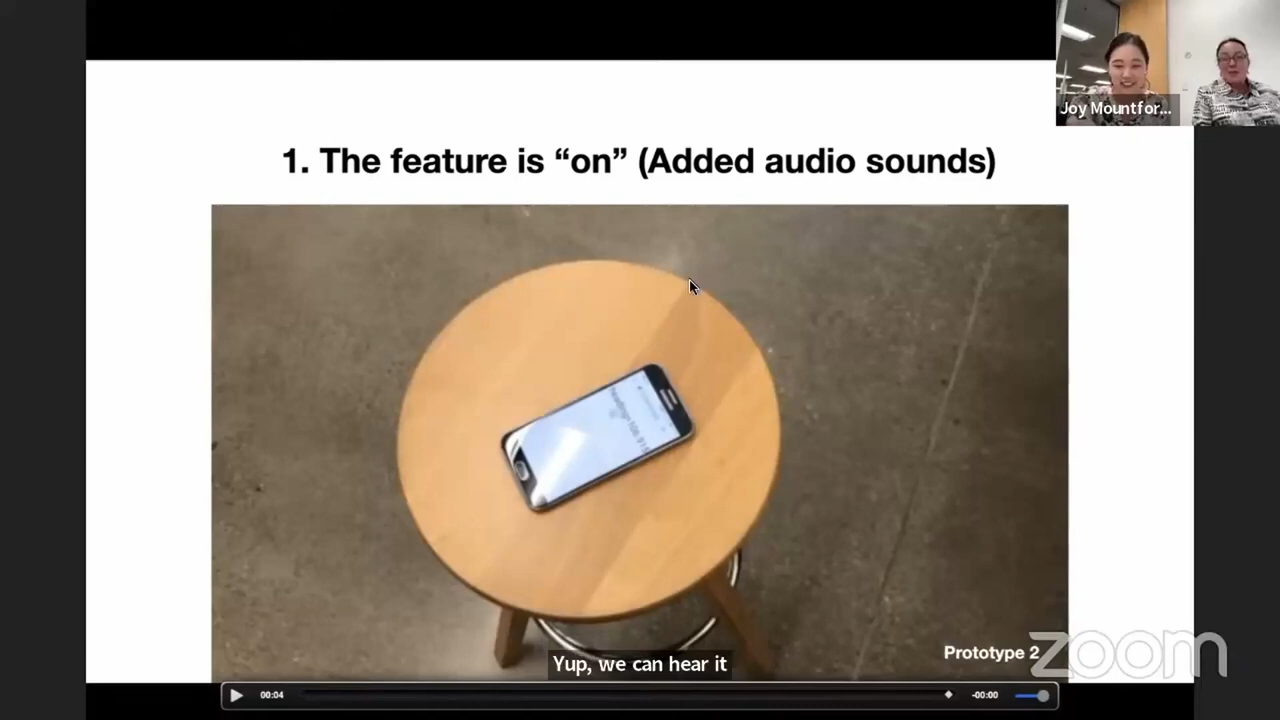 Joy Mountfor...
1. The feature is “on” (Added audio sounds)
Prototype 2
zoom
Yup, we can hear it
00:04
-00:00